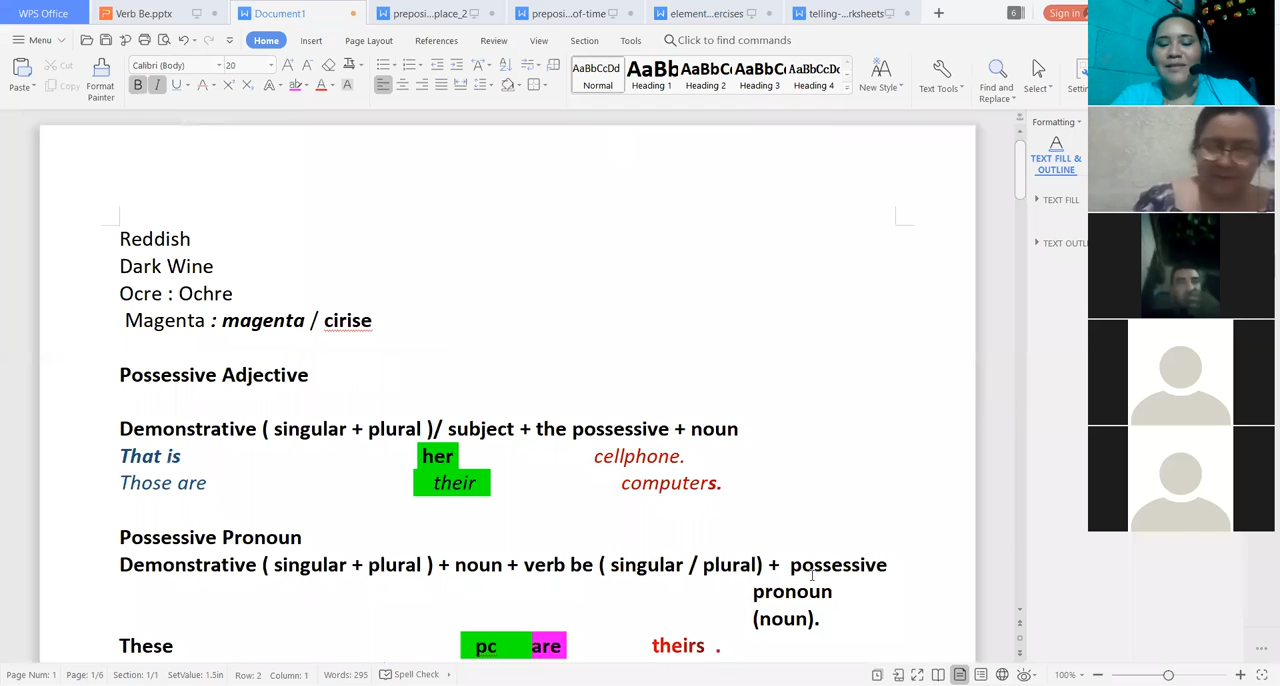 WPS Office Verb Be.pptx Document1 preposi...place_2 preposi...of-time element...ercises telling-...rksheets 6 Sign in
Menu Home Insert Page Layout References Review View Section Tools Click to find commands
Paste Cut Copy Format Painter Calibri (Body) 20 AaBbCcDd Normal AaBb Heading 1 AaBbC Heading 2 AaBbC Heading 3 AaBbCcDc Heading 4 New Style Text Tools Find and Replace Select
Formatting
TEXT FILL &
OUTLINE
TEXT FILL
Reddish
Dark Wine
Ocre : Ochre
Magenta : magenta / cirise
Possessive Adjective
Demonstrative ( singular + plural )/ subject + the possessive + noun
That is her cellphone.
Those are their computers.
Possessive Pronoun
Demonstrative ( singular + plural ) + noun + verb be ( singular / plural) + possessive
pronoun
(noun).
These pc are theirs .
Page Num: 1 Page: 1/6 Section: 1/1 SetValue: 1.5in Row: 2 Column: 1 Words: 295 Spell Check 100%